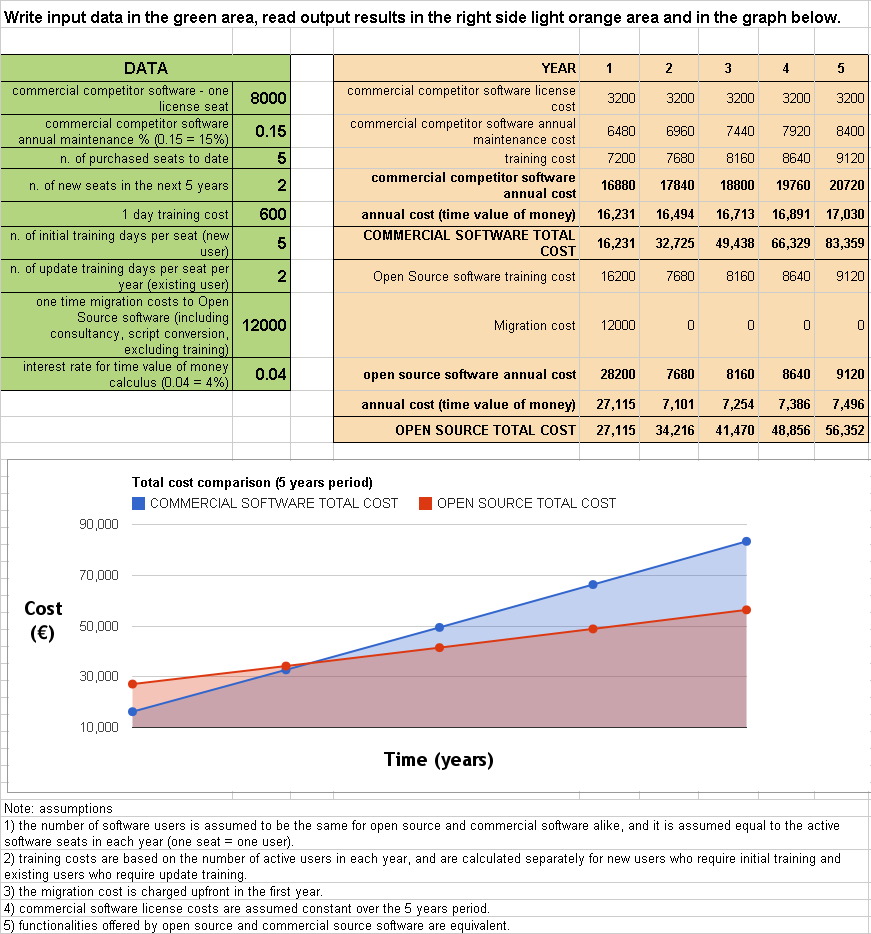 Write input data in the green area, read output results in the right side light orange area and in the graph below.
DATA
commercial competitor software - one
license seat 8000
commercial competitor software
annual maintenance % (0.15 = 15%) 0.15
n. of purchased seats to date 5
n. of new seats in the next 5 years 2
1 day training cost 600
n. of initial training days per seat (new
user) 5
n. of update training days per seat per
year (existing user) 2
one time migration costs to Open
Source software (including
consultancy, script conversion,
excluding training) 12000
interest rate for time value of money
calculus (0.04 = 4%) 0.04
YEAR 1 2 3 4 5
commercial competitor software license
cost 3200 3200 3200 3200 3200
commercial competitor software annual
maintenance cost 6480 6960 7440 7920 8400
training cost 7200 7680 8160 8640 9120
commercial competitor software
annual cost 16880 17840 18800 19760 20720
annual cost (time value of money) 16,231 16,494 16,713 16,891 17,030
COMMERCIAL SOFTWARE TOTAL
COST 16,231 32,725 49,438 66,329 83,359
Open Source software training cost 16200 7680 8160 8640 9120
Migration cost 12000 0 0 0 0
open source software annual cost 28200 7680 8160 8640 9120
annual cost (time value of money) 27,115 7,101 7,254 7,386 7,496
OPEN SOURCE TOTAL COST 27,115 34,216 41,470 48,856 56,352
Total cost comparison (5 years period)
COMMERCIAL SOFTWARE TOTAL COST OPEN SOURCE TOTAL COST
90,000
70,000
50,000
30,000
10,000
Cost
(€)
Time (years)
Note: assumptions
1) the number of software users is assumed to be the same for open source and commercial software alike, and it is assumed equal to the active
software seats in each year (one seat = one user).
2) training costs are based on the number of active users in each year, and are calculated separately for new users who require initial training and
existing users who require update training.
3) the migration cost is charged upfront in the first year.
4) commercial software license costs are assumed constant over the 5 years period.
5) functionalities offered by open source and commercial source software are equivalent.